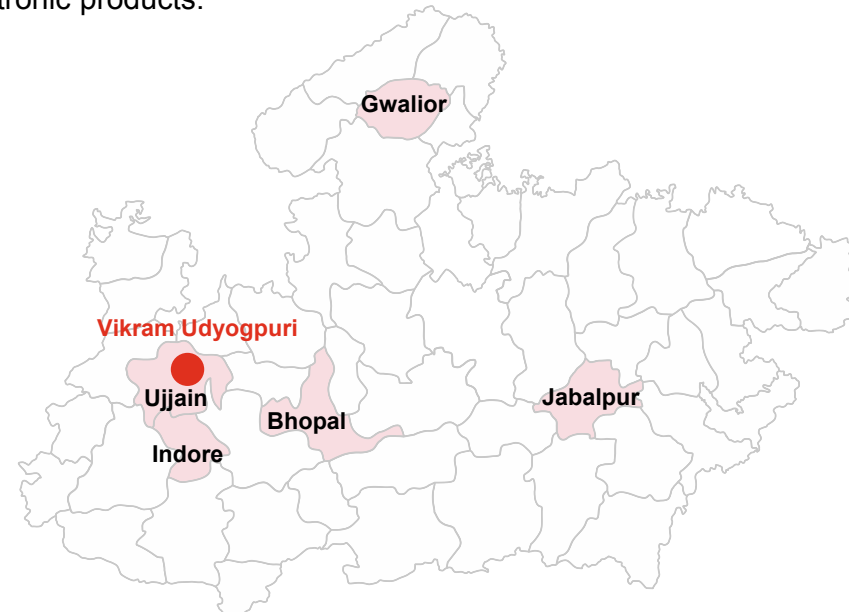 tronic products.
Gwalior
Vikram Udyogpuri
Ujjain
Jabalpur
Bhopal
Indore